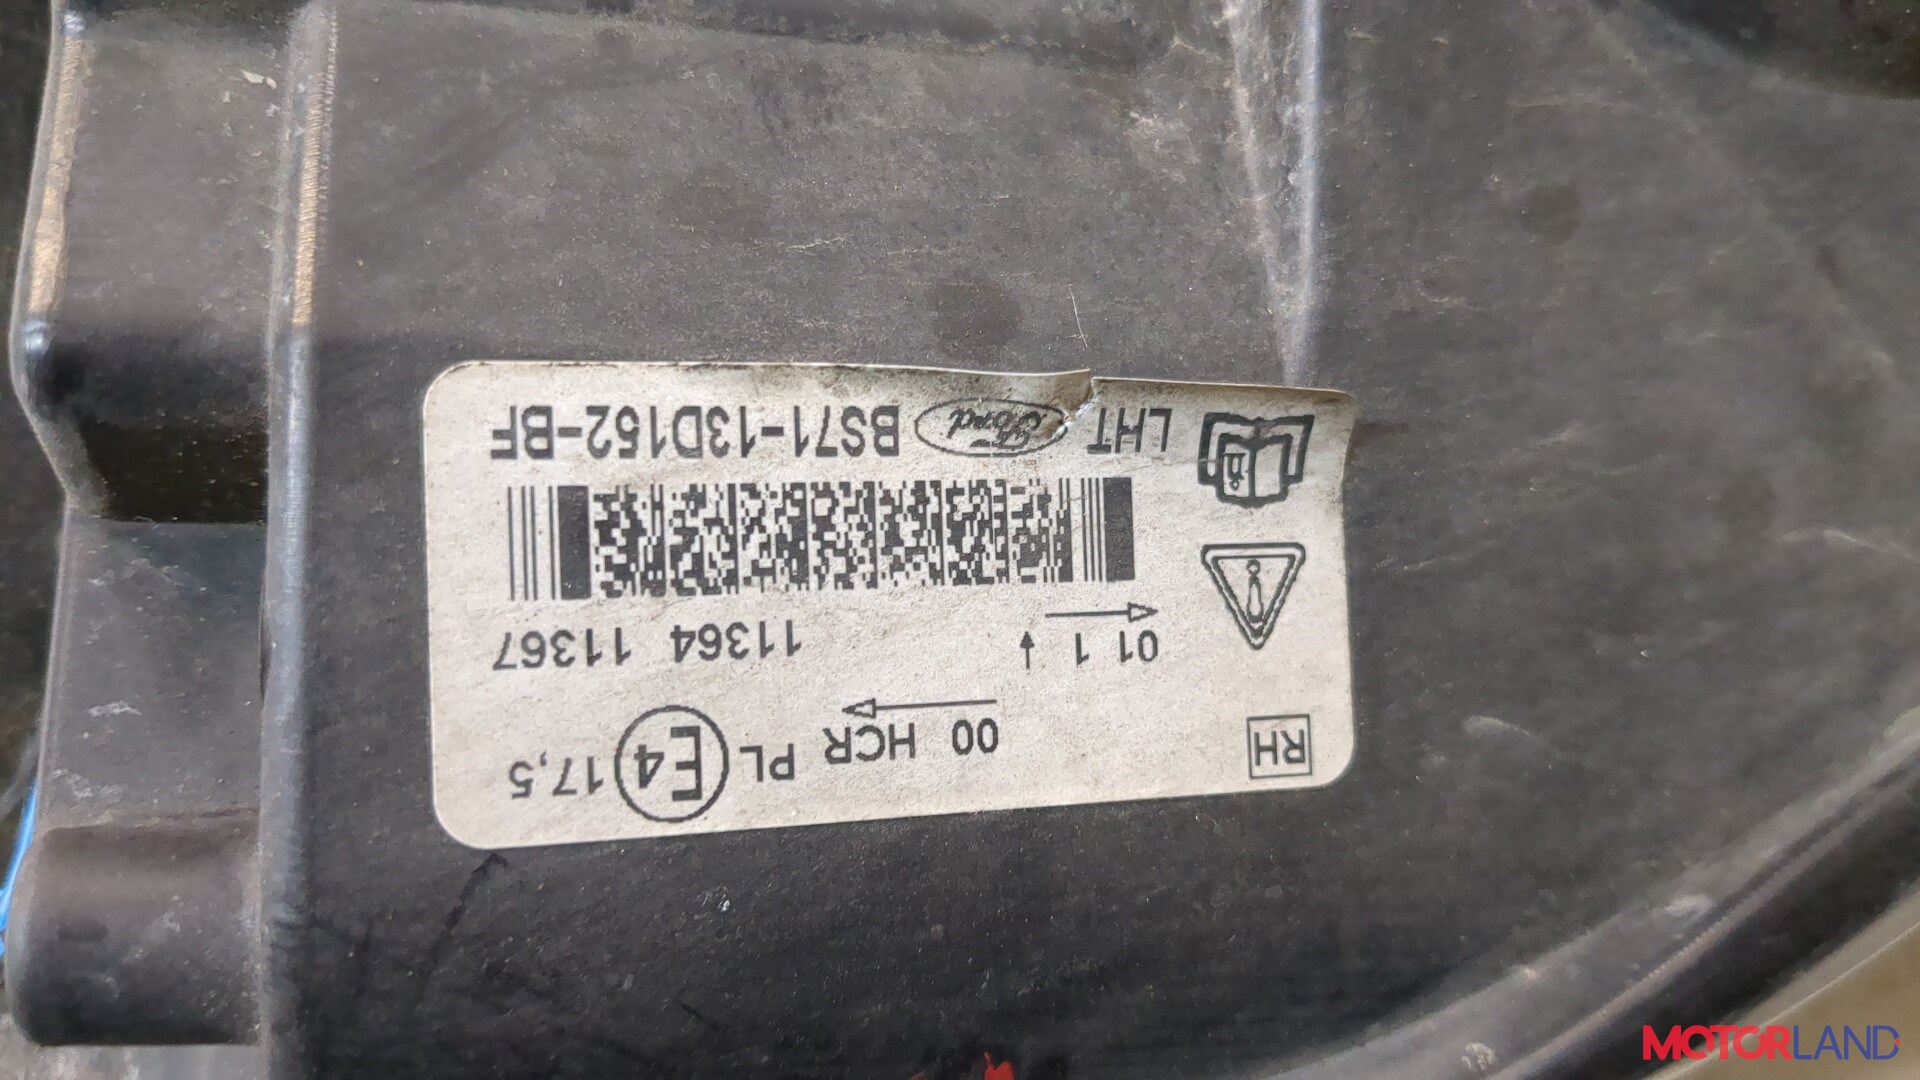 RH
00 HCR PL E4 17,5
01 1 11364 11367
LHT Ford BS71-13D152-BF
MOTORLAND